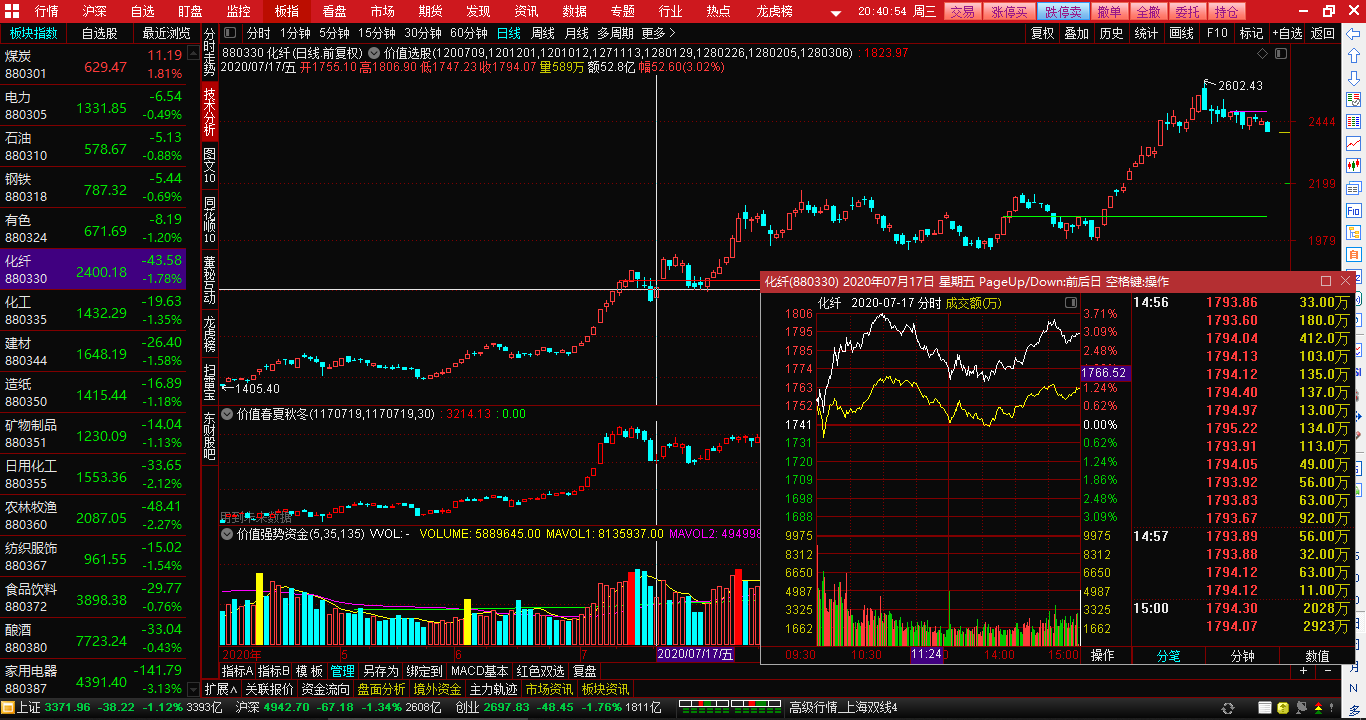 行情 沪深 自选 盯盘 监控 板指 看盘 市场 期货 发现 资讯 数据 专题 行业 热点 龙虎榜 20:40:54 周三 交易 涨停买 跌停卖 撤单 全撤 委托 持仓
板块指数 自选股 最近浏览 分时 1分钟 5分钟 15分钟 30分钟 60分钟 日线 周线 月线 多周期 更多 复权 叠加 历史 统计 画线 F10 标记 +自选 返回
煤炭 880301 629.47 11.19 1.81%
电力 880305 1331.85 -6.54 -0.49%
石油 880310 578.67 -5.13 -0.88%
钢铁 880318 787.32 -5.44 -0.69%
有色 880324 671.69 -8.19 -1.20%
化纤 880330 2400.18 -43.58 -1.78%
化工 880335 1432.29 -19.63 -1.35%
建材 880344 1648.19 -26.40 -1.58%
造纸 880350 1415.44 -16.89 -1.18%
矿物制品 880351 1230.09 -14.04 -1.13%
日用化工 880355 1553.36 -33.65 -2.12%
农林牧渔 880360 2087.05 -48.41 -2.27%
纺织服饰 880367 961.55 -15.02 -1.54%
食品饮料 880372 3898.38 -29.77 -0.76%
酿酒 880380 7723.24 -33.04 -0.43%
家用电器 880387 4391.40 -141.79 -3.13%
分时走势
技术分析
图文10
同花顺10
董秘互动
龙虎榜
扫雷宝
东财股吧
880330 化纤(日线,前复权) 价值选股(1200709,1201201,1201012,1271113,1280129,1280226,1280205,1280306) : 1823.97
2020/07/17/五 开1755.10 高1806.90 低1747.23 收1794.07 量589万 额52.8亿 幅52.60(3.02%)
2602.43
2444
2199
1979
1405.40
价值春夏秋冬(1170719,1170719,30) : 3214.13 : 0.00
用到未来数据
价值强势资金(5,35,135) VVOL: - VOLUME: 5889645.00 MAVOL1: 8135937.00 MAVOL2: 494998
2020年 5 6 7 2020/07/17/五
化纤(880330) 2020年07月17日 星期五 PageUp/Down:前后日 空格键:操作
化纤 2020-07-17 分时 成交额(万)
1806 3.71%
1795 3.09%
1785 2.48%
1774 1766.52
1763 1.24%
1752 0.62%
1741 0.00%
1731 0.62%
1720 1.24%
1709 1.86%
1698 2.48%
1688 3.09%
9975 9975
8312 8312
6650 6650
4987 4987
3325 3325
1662 1662
09:30 10:30 11:24 14:00 15:00 操作
14:56 1793.86 33.00万
1793.60 180.0万
1794.04 412.0万
1794.13 103.0万
1794.12 135.0万
1794.40 137.0万
1794.97 13.00万
1795.22 134.0万
1793.91 113.0万
1794.05 49.00万
1793.92 56.00万
1793.83 63.00万
1793.67 92.00万
14:57 1793.89 56.00万
1793.88 32.00万
1794.12 63.00万
1794.12 11.00万
15:00 1794.30 2028万
1794.07 2923万
分笔 分钟 数值
指标A 指标B 模 板 管理 另存为 绑定到 MACD基本 红色双选 复盘
扩展∧ 关联报价 资金流向 盘面分析 境外资金 主力轨迹 市场资讯 板块资讯
上证 3371.96 -38.22 -1.12% 3393亿 沪深 4942.70 -67.18 -1.34% 2608亿 创业 2697.83 -48.45 -1.76% 1811亿 高级行情_上海双线4